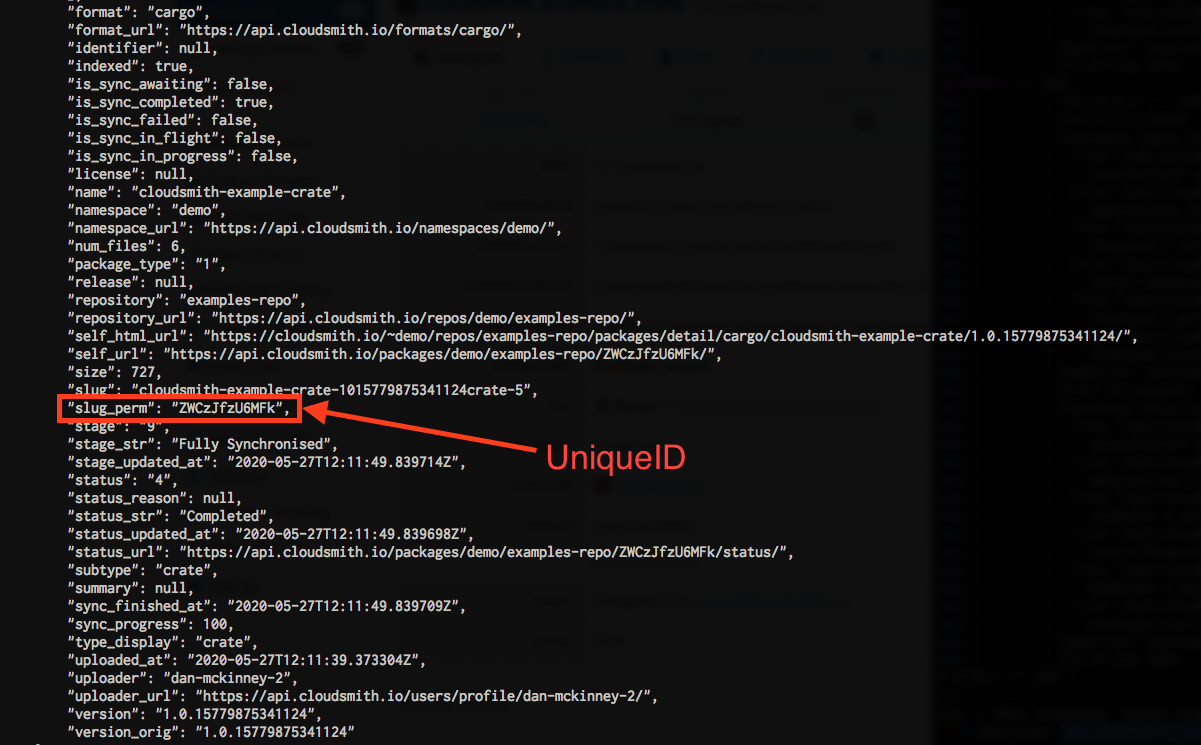 "format": "cargo",
"format_url": "https://api.cloudsmith.io/formats/cargo/",
"identifier": null,
"indexed": true,
"is_sync_awaiting": false,
"is_sync_completed": true,
"is_sync_failed": false,
"is_sync_in_flight": false,
"is_sync_in_progress": false,
"license": null,
"name": "cloudsmith-example-crate",
"namespace": "demo",
"namespace_url": "https://api.cloudsmith.io/namespaces/demo/",
"num_files": 6,
"package_type": "1",
"release": null,
"repository": "examples-repo",
"repository_url": "https://api.cloudsmith.io/repos/demo/examples-repo/",
"self_html_url": "https://cloudsmith.io/~demo/repos/examples-repo/packages/detail/cargo/cloudsmith-example-crate/1.0.15779875341124/",
"self_url": "https://api.cloudsmith.io/packages/demo/examples-repo/ZWCzJfzU6MFk/",
"size": 727,
"slug": "cloudsmith-example-crate-1015779875341124crate-5",
"slug_perm": "ZWCzJfzU6MFk",
"stage": "9",
"stage_str": "Fully Synchronised",
UniqueID
"stage_updated_at": "2020-05-27T12:11:49.839714Z",
"status": "4",
"status_reason": null,
"status_str": "Completed",
"status_updated_at": "2020-05-27T12:11:49.839698Z",
"status_url": "https://api.cloudsmith.io/packages/demo/examples-repo/ZWCzJfzU6MFk/status/",
"subtype": "crate",
"summary": null,
"sync_finished_at": "2020-05-27T12:11:49.839709Z",
"sync_progress": 100,
"type_display": "crate",
"uploaded_at": "2020-05-27T12:11:39.373304Z",
"uploader": "dan-mckinney-2",
"uploader_url": "https://api.cloudsmith.io/users/profile/dan-mckinney-2/",
"version": "1.0.15779875341124",
"version_orig": "1.0.15779875341124"